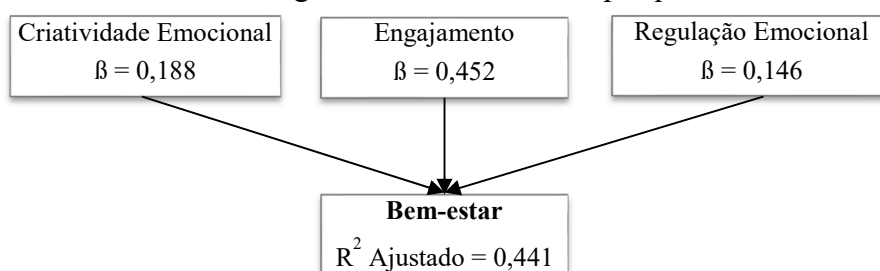 Criatividade Emocional
ß = 0,188
Engajamento
ß = 0,452
Regulação Emocional
ß = 0,146
Bem-estar
R² Ajustado = 0,441